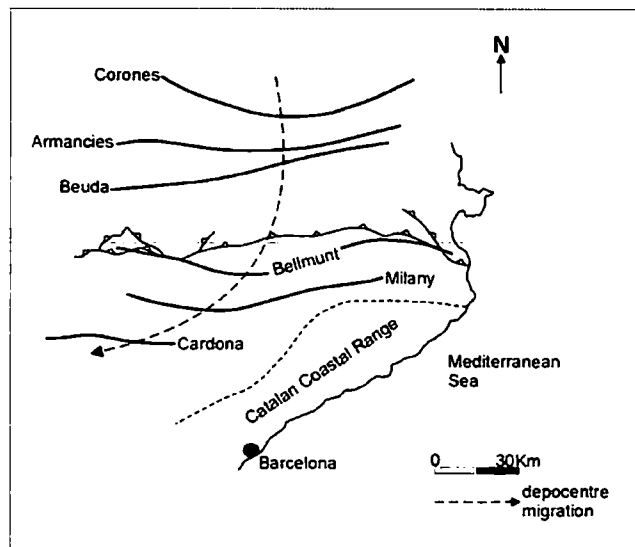 N
Corones
Armancies
Beuda
Bellmunt
Milany
Cardona
Catalan Coastal Range
Mediterranean
Sea
Barcelona
0 30Km
depocentre
migration